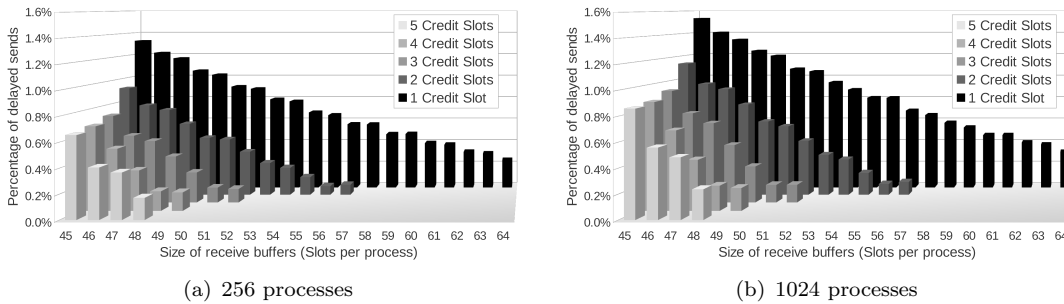 1.6%
1.4%
1.2%
1.0%
0.8%
0.6%
0.4%
0.2%
0.0%
Percentage of delayed sends
5 Credit Slots
4 Credit Slots
3 Credit Slots
2 Credit Slots
1 Credit Slot
45 46 47 48 49 50 51 52 53 54 55 56 57 58 59 60 61 62 63 64
Size of receive buffers (Slots per process)
(a) 256 processes
1.6%
1.4%
1.2%
1.0%
0.8%
0.6%
0.4%
0.2%
0.0%
Percentage of delayed sends
5 Credit Slots
4 Credit Slots
3 Credit Slots
2 Credit Slots
1 Credit Slot
45 46 47 48 49 50 51 52 53 54 55 56 57 58 59 60 61 62 63 64
Size of receive buffers (Slots per process)
(b) 1024 processes